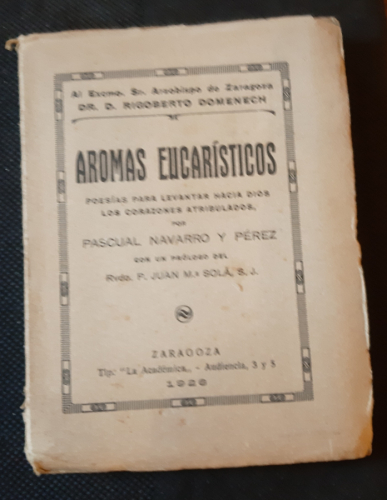 Al Excmo. Sr. Arzobispo de Zaragoza
DR. D. RIGOBERTO DOMENECH
AROMAS EUCARÍSTICOS
POESÍAS PARA LEVANTAR HACIA DIOS
LOS CORAZONES ATRIBULADOS,
POR
PASCUAL NAVARRO Y PÉREZ
CON UN PRÓLOGO DEL
Rvdo. P. JUAN M.ª SOLÁ, S. J.
ZARAGOZA
Tip. "La Académica„ - Audiencia, 3 y 5
1926